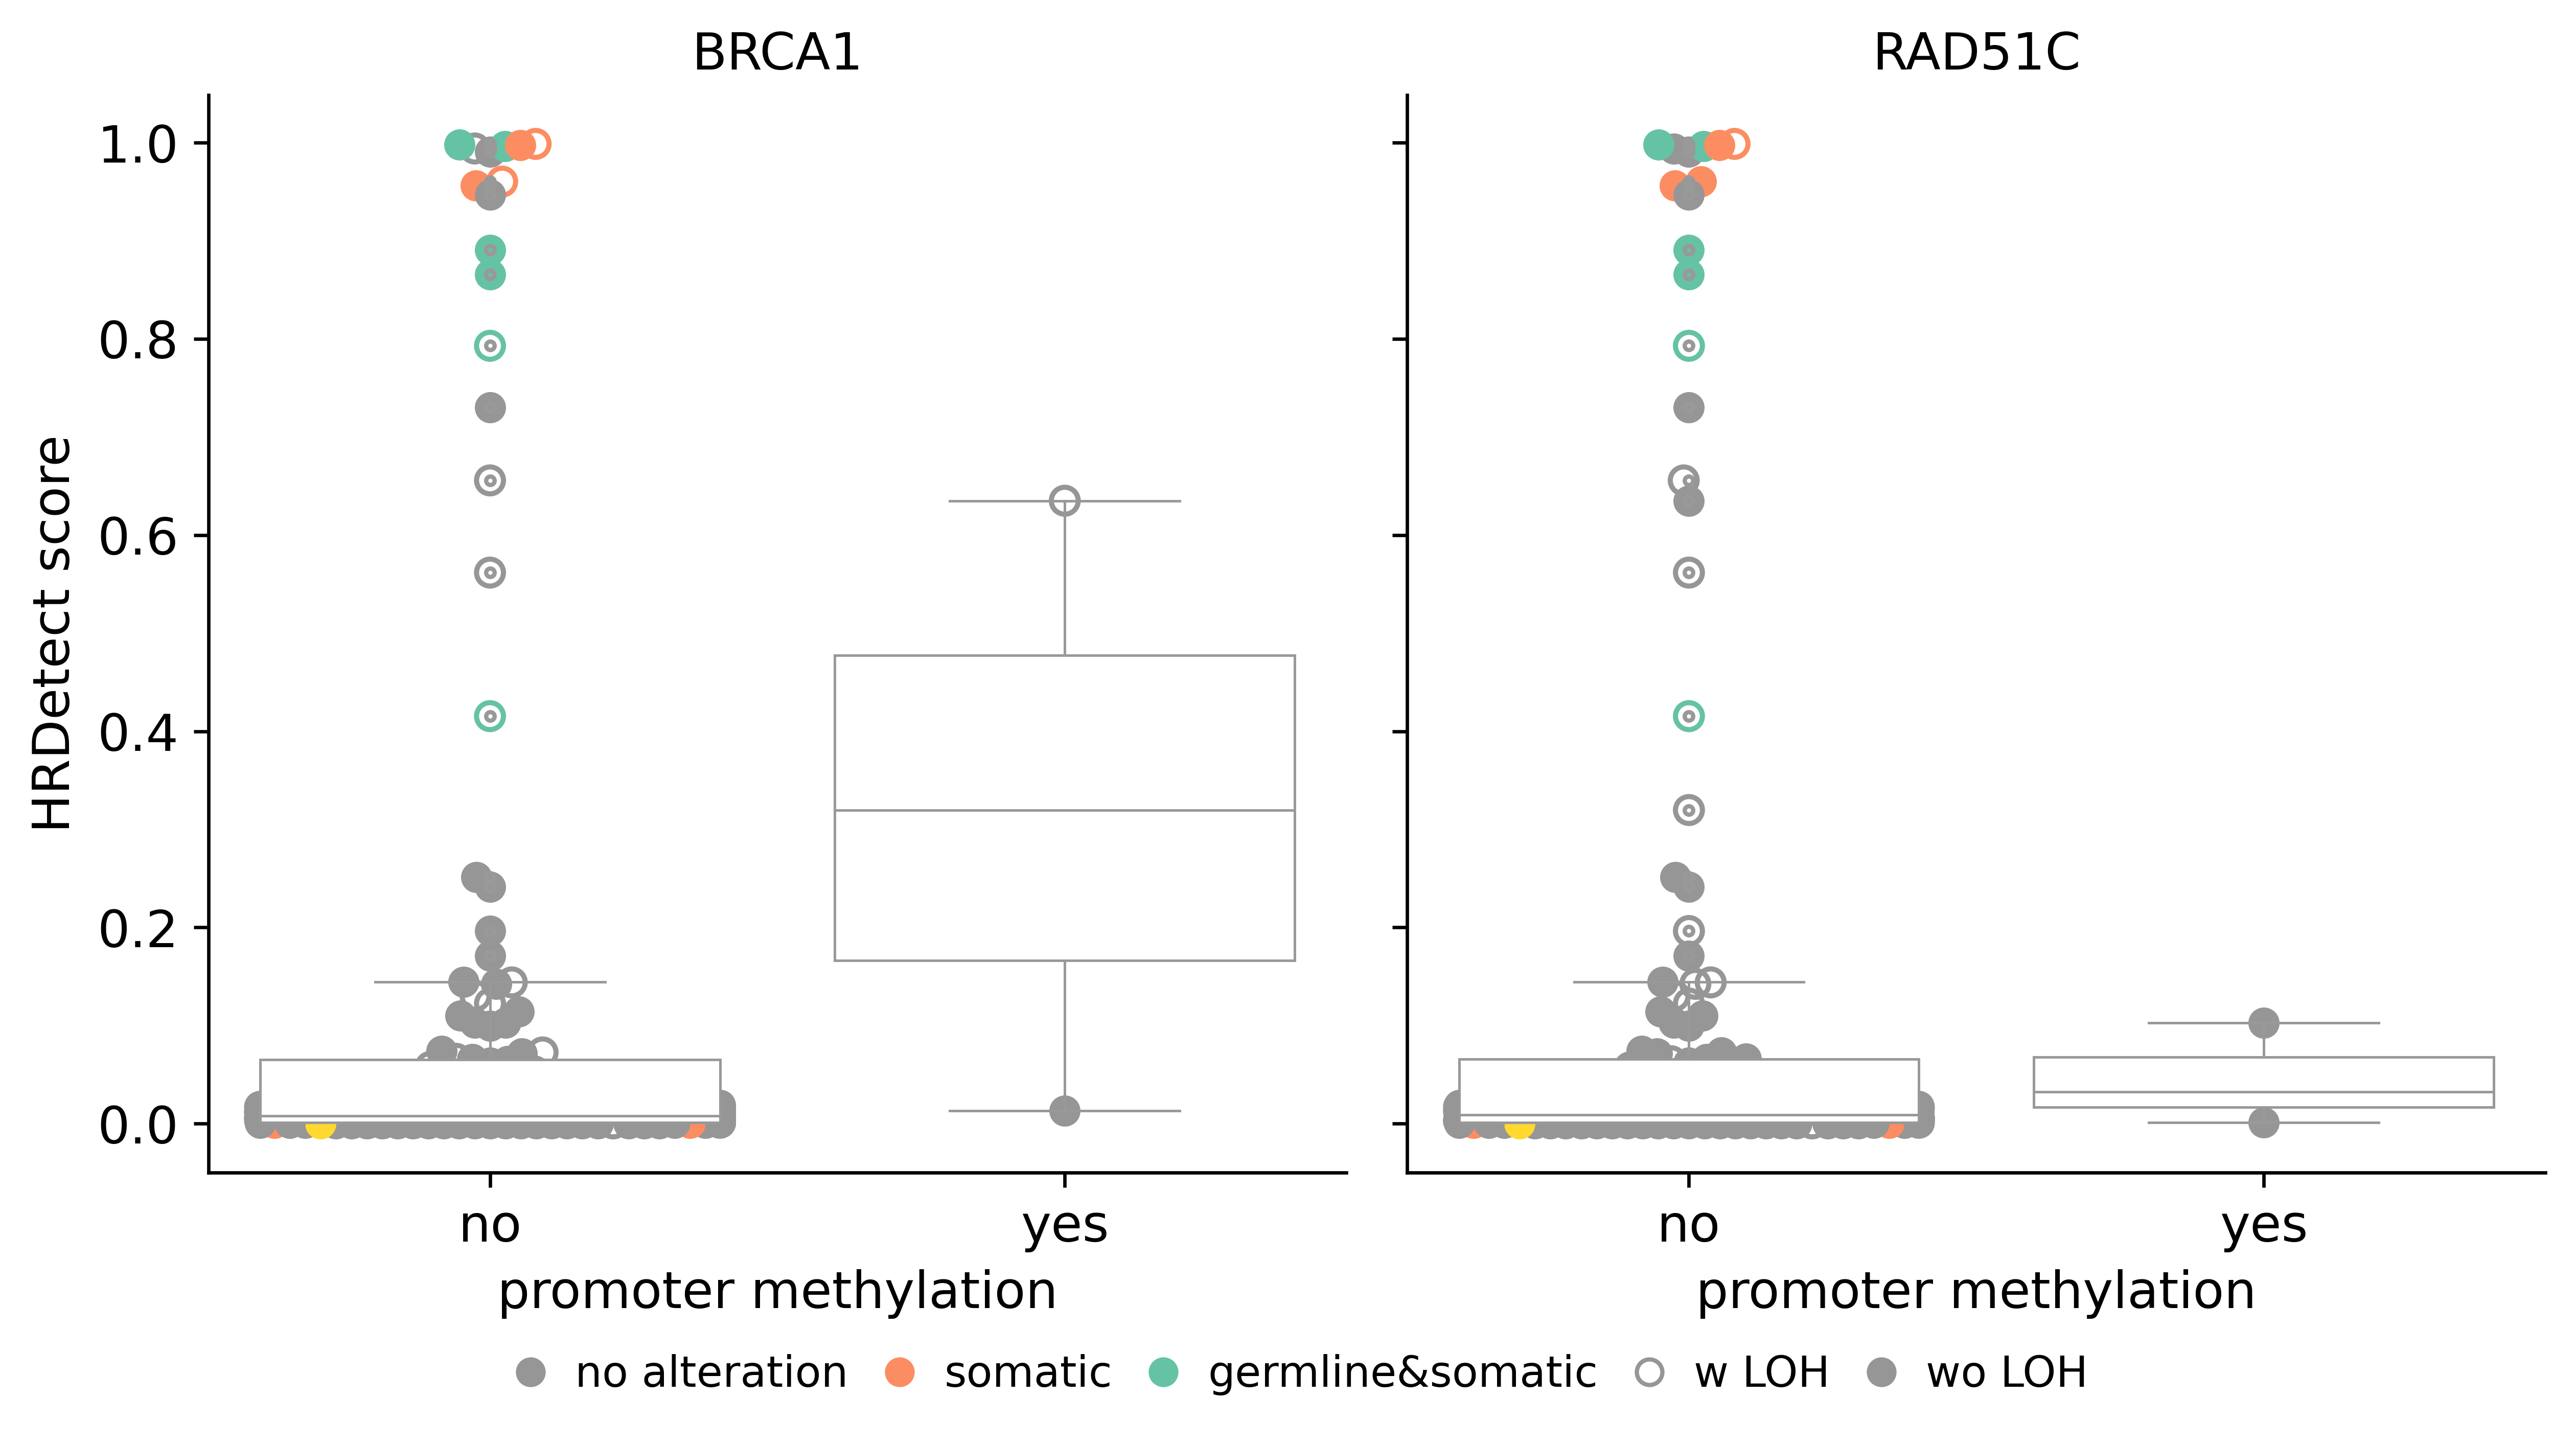 BRCA1
RAD51C
HRDetect score
1.0
0.8
0.6
0.4
0.2
0.0
no yes
no yes
promoter methylation
promoter methylation
no alteration somatic germline&somatic w LOH wo LOH